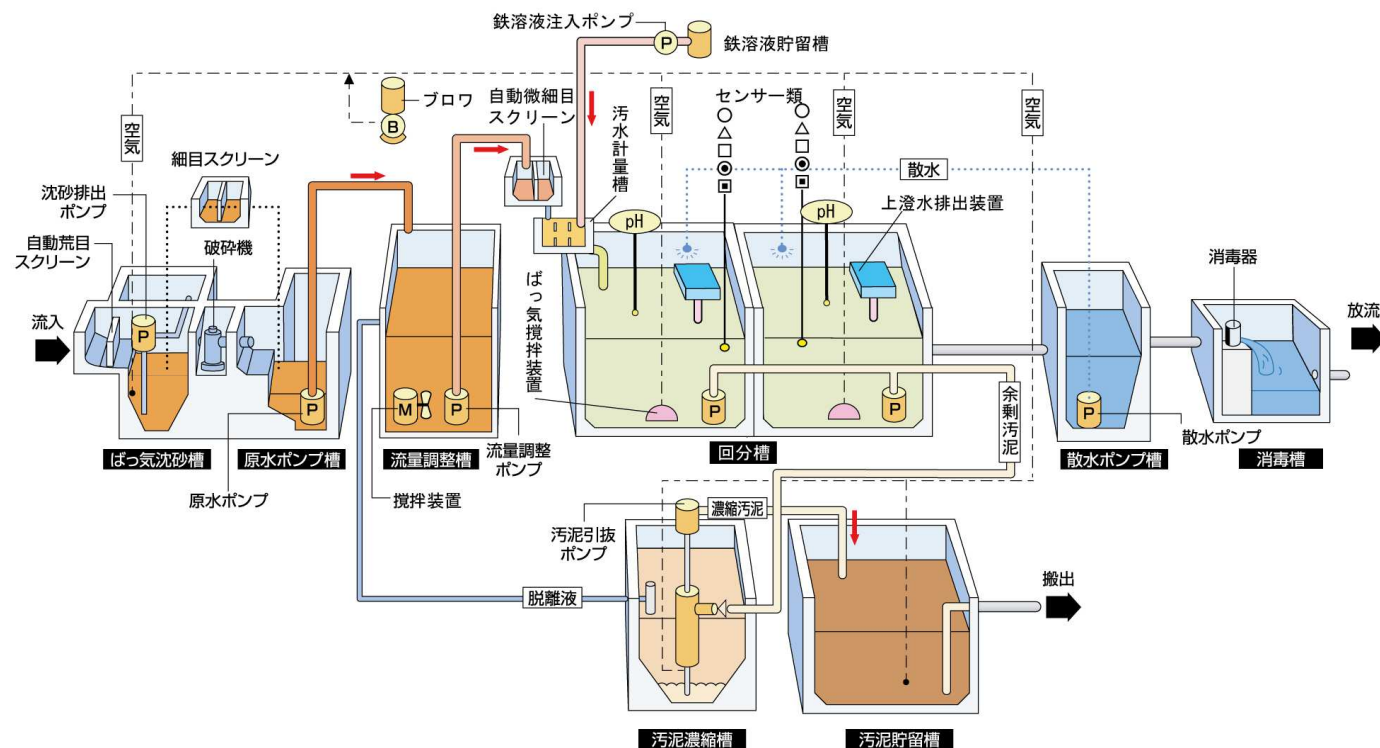 鉄溶液注入ポンプ
P
鉄溶液貯留槽
ブロワ
B
自動微細目
スクリーン
汚水計量槽
空気
空気
センサー類
空気
空気
細目スクリーン
沈砂排出
ポンプ
自動荒目
スクリーン
破砕機
散水
上澄水排出装置
pH
pH
消毒器
流入
放流
P
P
M
P
ばっ気撹拌装置
P
P
余剰汚泥
P
散水ポンプ
ばっ気沈砂槽
原水ポンプ槽
流量調整槽
流量調整
ポンプ
回分槽
散水ポンプ槽
消毒槽
原水ポンプ
撹拌装置
汚泥引抜
ポンプ
濃縮汚泥
脱離液
搬出
汚泥濃縮槽
汚泥貯留槽